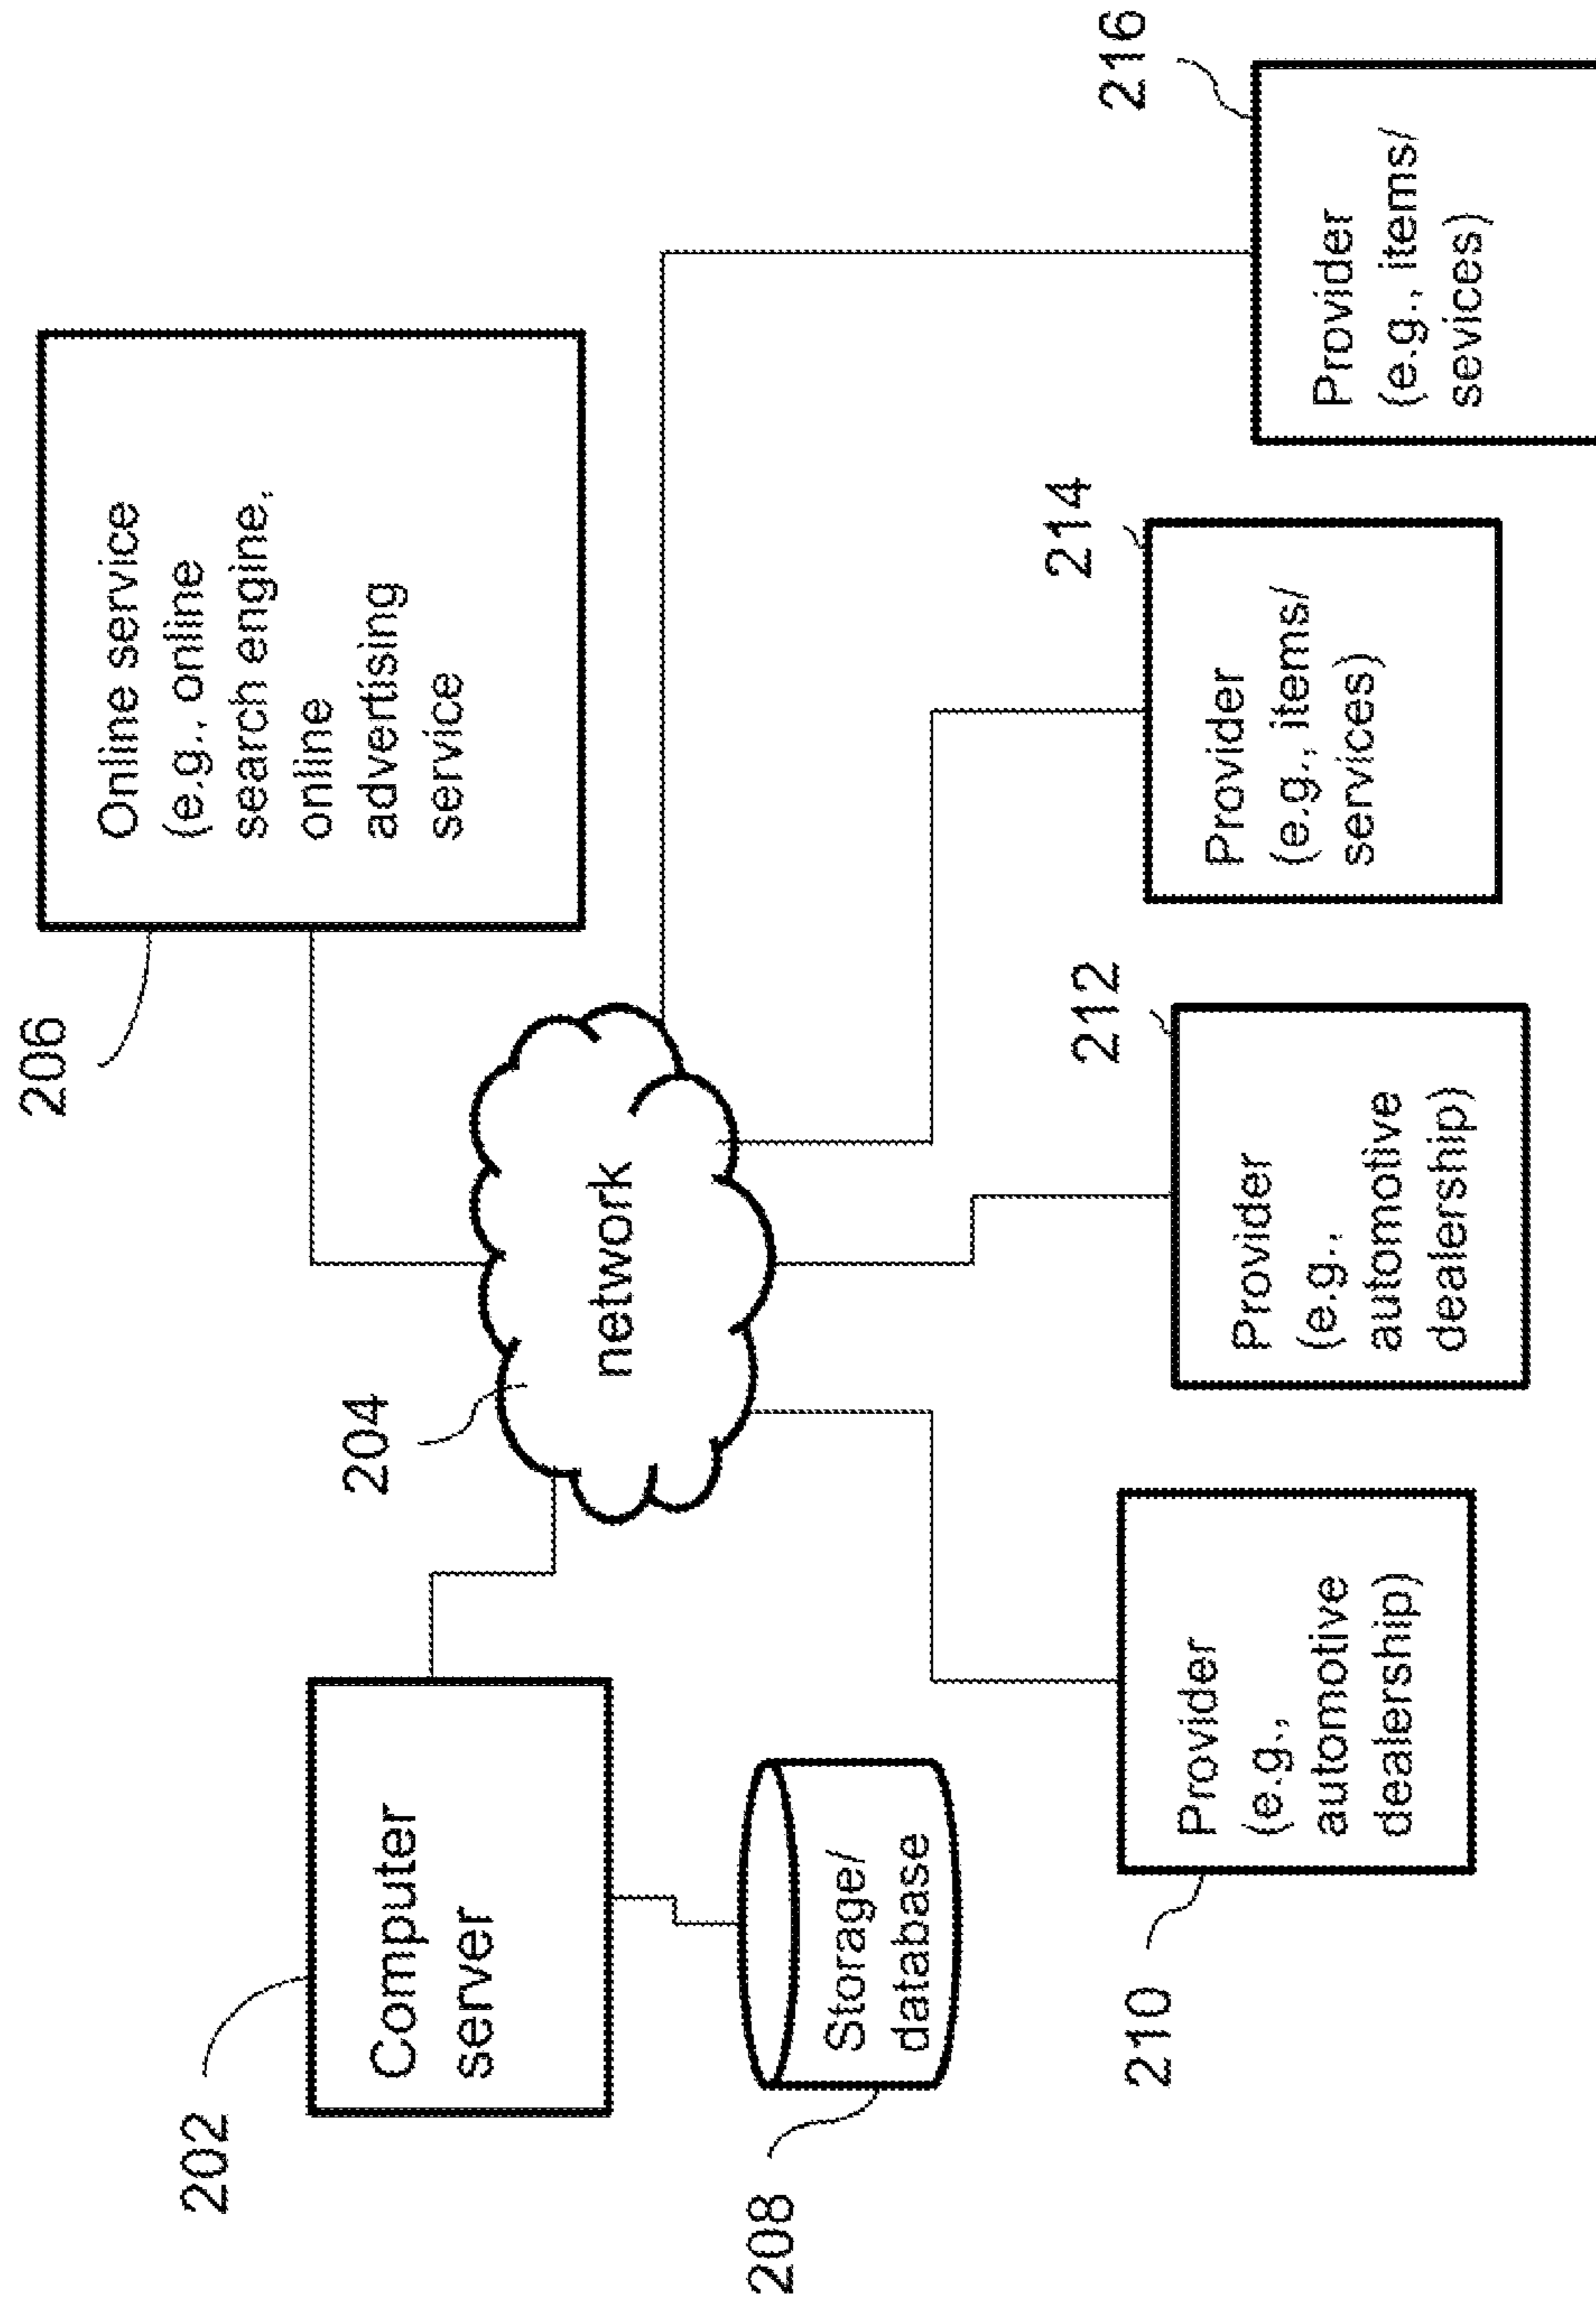 206
Online service
(e.g., online
search engine,
online
advertising
service
202
Computer
server
204
network
208
Storage/
database
210
Provider
(e.g.,
automotive
dealership)
212
Provider
(e.g.,
automotive
dealership)
214
Provider
(e.g., items/
services)
216
Provider
(e.g., items/
sevices)